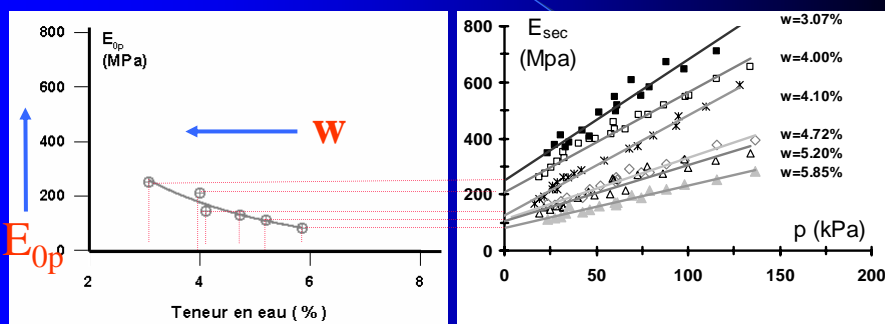 E0p
(MPa)
800
600
400
200
0
2
4
6
8
Teneur en eau (%)
w
E0p
Esec
(Mpa)
800
600
400
200
0
0
50
100
150
200
p (kPa)
w=3.07%
w=4.00%
w=4.10%
w=4.72%
w=5.20%
w=5.85%